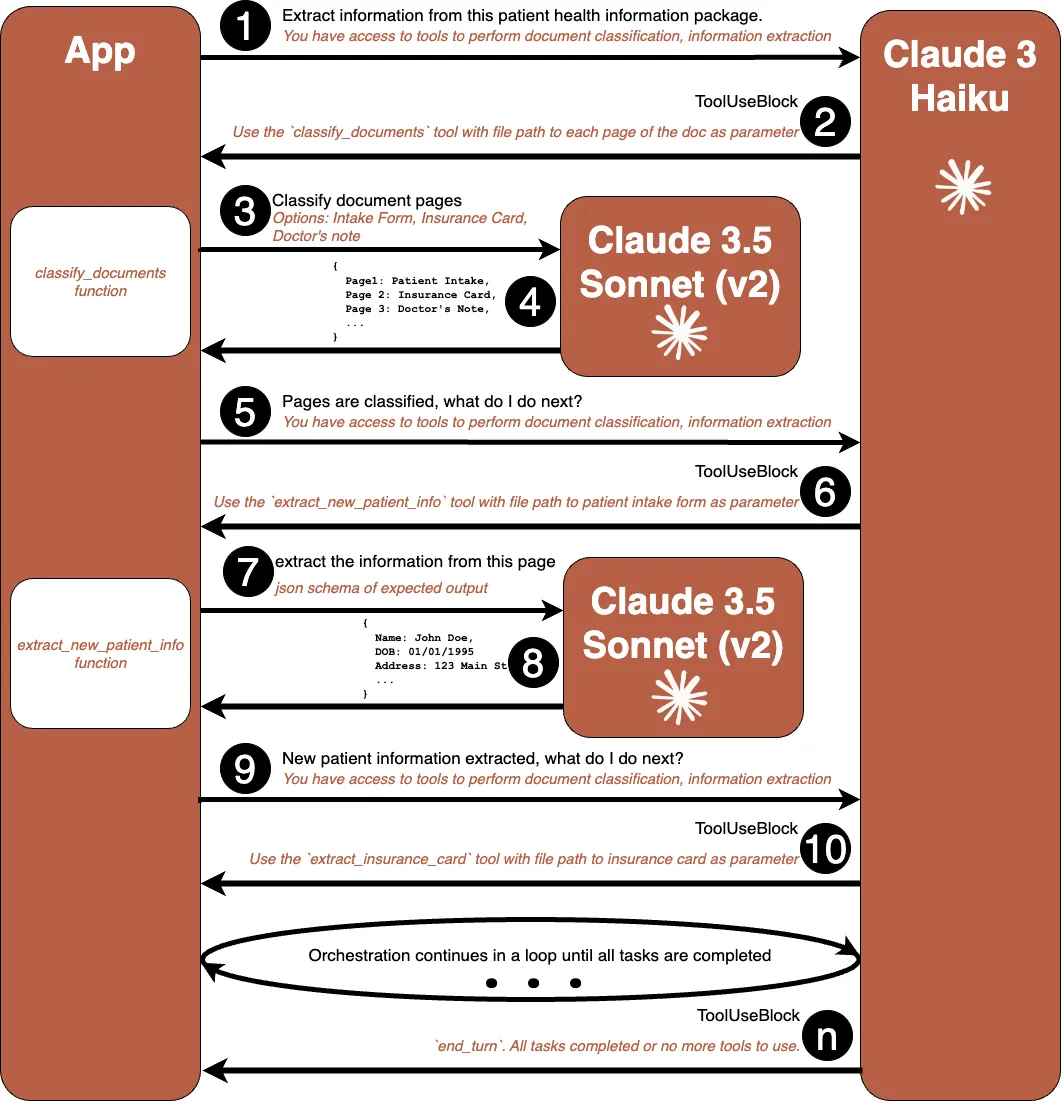 App
Claude 3
Haiku
1
Extract information from this patient health information package.
You have access to tools to perform document classification, information extraction
ToolUseBlock
2
Use the `classify_documents` tool with file path to each page of the doc as parameter
3
Classify document pages
Options: Intake Form, Insurance Card,
Doctor's note
classify_documents
function
Claude 3.5
Sonnet (v2)
{
Page1: Patient Intake,
Page 2: Insurance Card,
Page 3: Doctor's Note,
...
}
4
5
Pages are classified, what do I do next?
You have access to tools to perform document classification, information extraction
ToolUseBlock
6
Use the `extract_new_patient_info` tool with file path to patient intake form as parameter
7
extract the information from this page
json schema of expected output
extract_new_patient_info
function
Claude 3.5
Sonnet (v2)
{
Name: John Doe,
DOB: 01/01/1995
Address: 123 Main St
...
}
8
9
New patient information extracted, what do I do next?
You have access to tools to perform document classification, information extraction
ToolUseBlock
10
Use the `extract_insurance_card` tool with file path to insurance card as parameter
Orchestration continues in a loop until all tasks are completed
ToolUseBlock
n
`end_turn`. All tasks completed or no more tools to use.